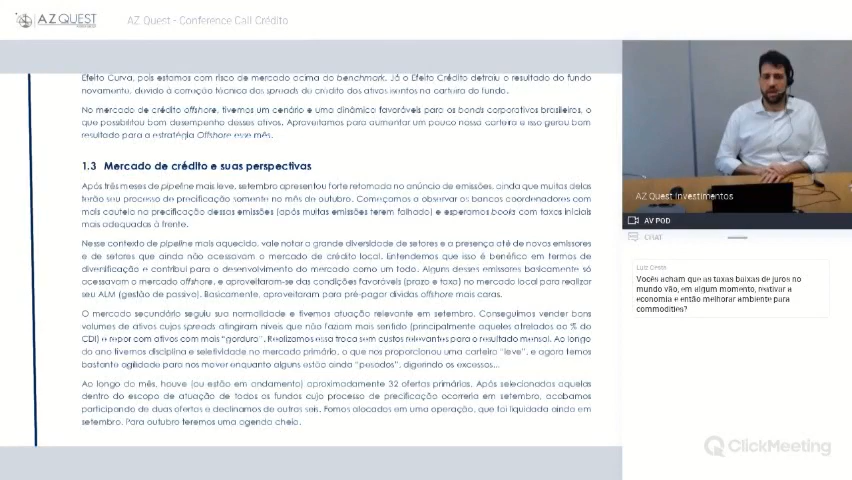 AZ QUEST
AZ Quest - Conference Call Crédito
Efeito Curva, pois estamos com risco de mercado acima do benchmark. Já o Efeito Crédito detraiu o resultado do fundo
novamente, devido à correção técnica dos spreads de crédito dos ativos isentos na carteira do fundo.
No mercado de crédito offshore, tivemos um cenário e uma dinâmica favoráveis para os bonds corporativos brasileiros, o
que possibilitou bom desempenho desses ativos. Aproveitamos para aumentar um pouco nossa carteira e isso gerou bom
resultado para a estratégia Offshore esse mês.
1.3 Mercado de crédito e suas perspectivas
Após três meses de pipeline mais leve, setembro apresentou forte retomada no anúncio de emissões, ainda que muitas delas
terão seu processo de precificação somente no mês de outubro. Começamos a observar os bancos coordenadores com
mais cautela na precificação dessas emissões (após muitas emissões terem falhado) e esperamos books com taxas iniciais
mais adequadas à frente.
Nesse contexto de pipeline mais aquecido, vale notar a grande diversidade de setores e a presença até de novos emissores
e de setores que ainda não acessavam o mercado de crédito local. Entendemos que isso é benéfico em termos de
diversificação e contribui para o desenvolvimento do mercado como um todo. Alguns desses emissores basicamente só
acessavam o mercado offshore, e aproveitaram-se das condições favoráveis (prazo e taxa) no mercado local para realizar
seu ALM (gestão de passivo). Basicamente, aproveitaram para pré-pagar dívidas offshore mais caras.
O mercado secundário seguiu sua normalidade e tivemos atuação relevante em setembro. Conseguimos vender bons
volumes de ativos cujos spreads atingiram níveis que não faziam mais sentido (principalmente aqueles atrelados ao % do
CDI) e repor com ativos com mais "gordura". Realizamos essa troca sem custos relevantes para o resultado mensal. Ao longo
do ano tivemos disciplina e seletividade no mercado primário, o que nos proporcionou uma carteira "leve", e agora temos
bastante agilidade para nos mover enquanto alguns estão ainda "pesados", digerindo os excessos...
Ao longo do mês, houve (ou estão em andamento) aproximadamente 32 ofertas primárias. Após selecionadas aquelas
dentro do escopo de atuação de todos os fundos cujo processo de precificação ocorreria em setembro, acabamos
participando de duas ofertas e declinamos de outras seis. Fomos alocados em uma operação, que foi liquidada ainda em
setembro. Para outubro teremos uma agenda cheia.
AZ Quest Investimentos
AV POD
CHAT
Vocês acham que as taxas baixas de juros no
mundo vão, em algum momento, reativar a
economia e então melhorar ambiente para
commodities?
ClickMeeting